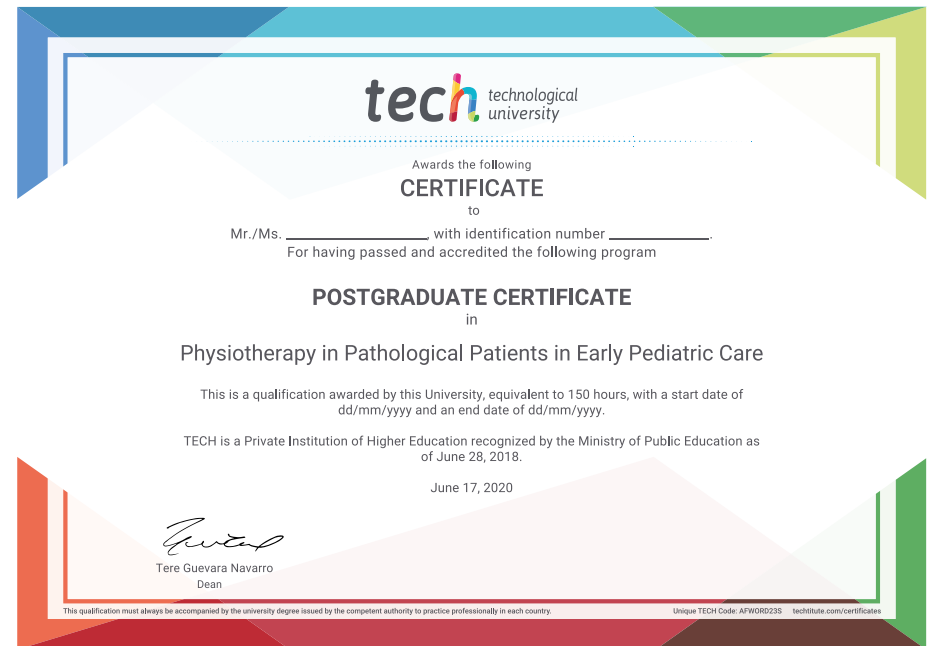 tech technological
university
Awards the following
CERTIFICATE
to
Mr./Ms. ____________________, with identification number ______________.
For having passed and accredited the following program
POSTGRADUATE CERTIFICATE
in
Physiotherapy in Pathological Patients in Early Pediatric Care
This is a qualification awarded by this University, equivalent to 150 hours, with a start date of
dd/mm/yyyy and an end date of dd/mm/yyyy.
TECH is a Private Institution of Higher Education recognized by the Ministry of Public Education as
of June 28, 2018.
June 17, 2020
Tere Guevara Navarro
Dean
This qualification must always be accompanied by the university degree issued by the competent authority to practice professionally in each country.
Unique TECH Code: AFWORD23S techtitute.com/certificates